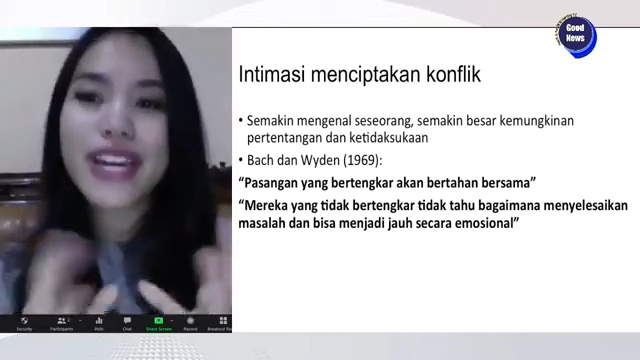 Good
News
Intimasi menciptakan konflik
• Semakin mengenal seseorang, semakin besar kemungkinan
pertentangan dan ketidaksukaan
• Bach dan Wyden (1969):
“Pasangan yang bertengkar akan bertahan bersama”
“Mereka yang tidak bertengkar tidak tahu bagaimana menyelesaikan
masalah dan bisa menjadi jauh secara emosional”
Security Participants Polls Chat Share Screen Record Breakout